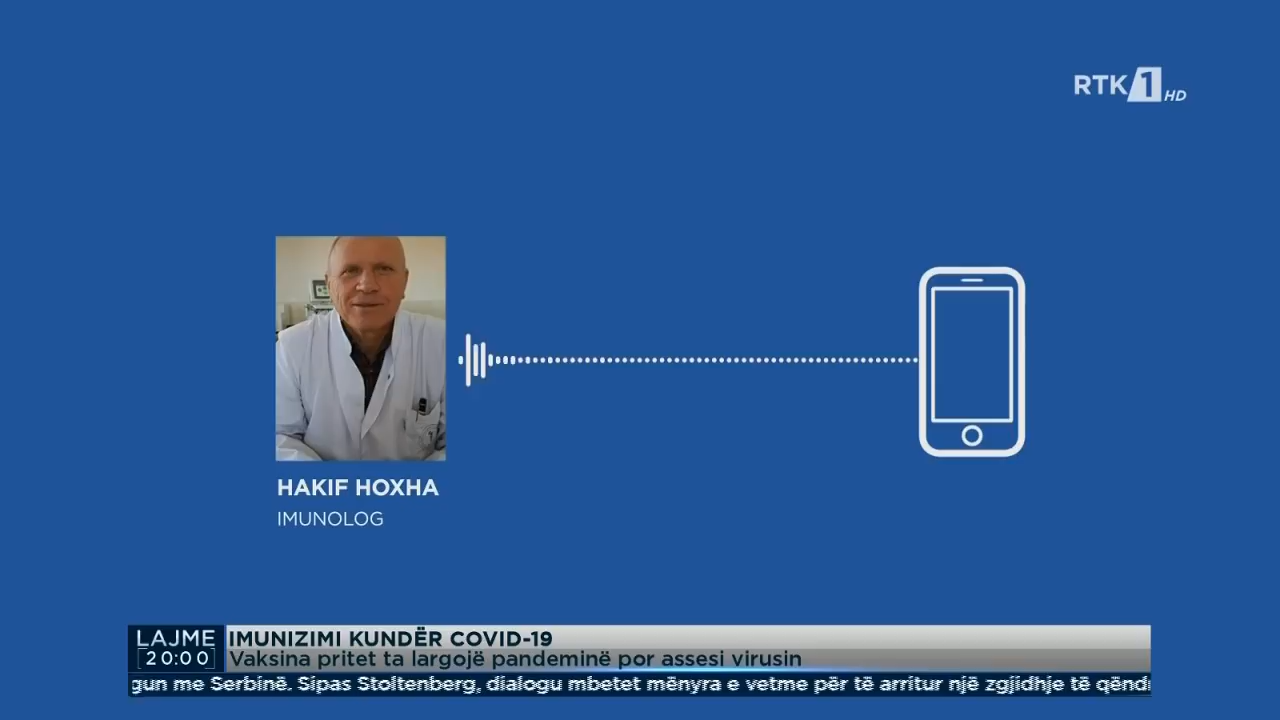 RTK 1 HD
HAKIF HOXHA
IMUNOLOG
LAJME
20:00
IMUNIZIMI KUNDËR COVID-19
Vaksina pritet ta largojë pandeminë por assesi virusin
gun me Serbinë. Sipas Stoltenberg, dialogu mbetet mënyra e vetme për të arritur një zgjidhje të qënd